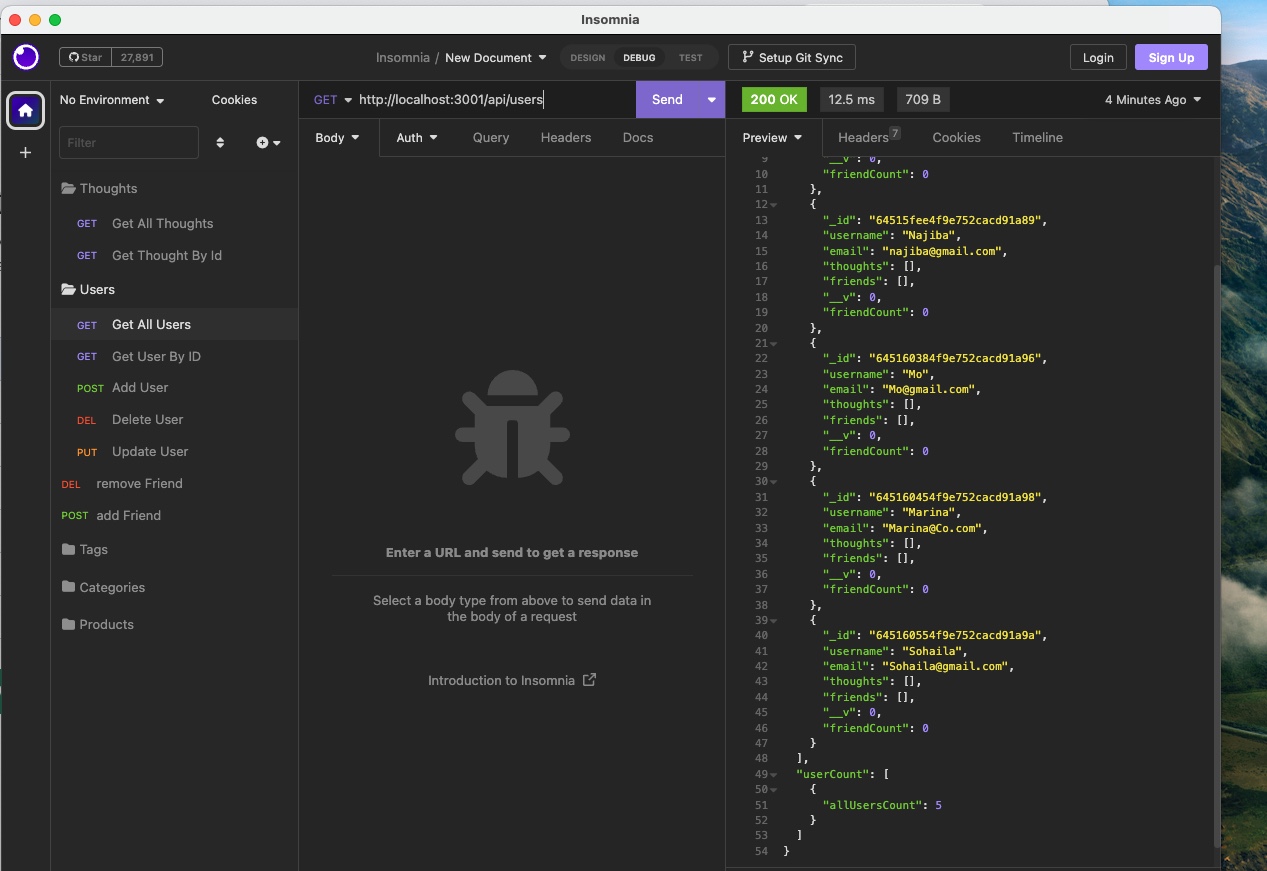 Insomnia
Star 27,891
Insomnia / New Document
DESIGN DEBUG TEST
Setup Git Sync
Login
Sign Up
No Environment
Cookies
Filter
Thoughts
GET Get All Thoughts
GET Get Thought By Id
Users
GET Get All Users
GET Get User By ID
POST Add User
DEL Delete User
PUT Update User
DEL remove Friend
POST add Friend
Tags
Categories
Products
GET http://localhost:3001/api/users
Send
Body Auth Query Headers Docs
Enter a URL and send to get a response
Select a body type from above to send data in
the body of a request
Introduction to Insomnia
200 OK 12.5 ms 709 B
4 Minutes Ago
Preview Headers 7 Cookies Timeline
9 "__v": 0,
10 "friendCount": 0
11 },
12 {
13 "_id": "64515fee4f9e752cacd91a89",
14 "username": "Najiba",
15 "email": "najiba@gmail.com",
16 "thoughts": [],
17 "friends": [],
18 "__v": 0,
19 "friendCount": 0
20 },
21 {
22 "_id": "645160384f9e752cacd91a96",
23 "username": "Mo",
24 "email": "Mo@gmail.com",
25 "thoughts": [],
26 "friends": [],
27 "__v": 0,
28 "friendCount": 0
29 },
30 {
31 "_id": "645160454f9e752cacd91a98",
32 "username": "Marina",
33 "email": "Marina@Co.com",
34 "thoughts": [],
35 "friends": [],
36 "__v": 0,
37 "friendCount": 0
38 },
39 {
40 "_id": "645160554f9e752cacd91a9a",
41 "username": "Sohaila",
42 "email": "Sohaila@gmail.com",
43 "thoughts": [],
44 "friends": [],
45 "__v": 0,
46 "friendCount": 0
47 }
48 ],
49 "userCount": [
50 {
51 "allUsersCount": 5
52 }
53 ]
54 }